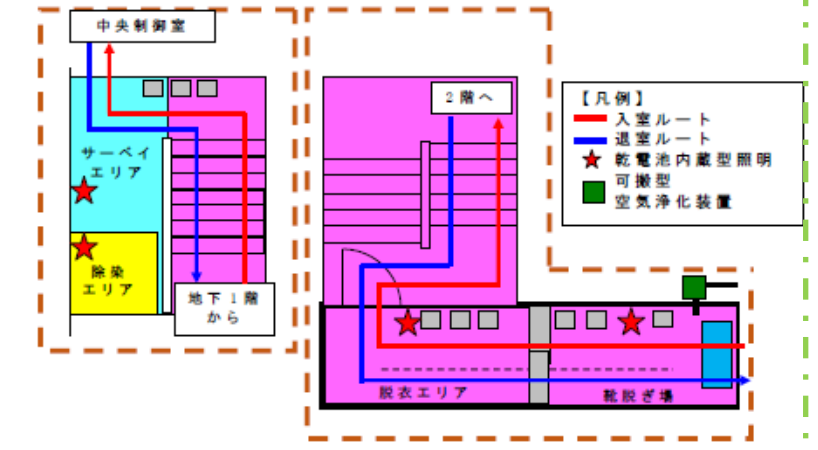 中央制御室
サーベイ
エリア
除染
エリア
地下1階
から
2階へ
【凡例】
入室ルート
退室ルート
乾電池内蔵型照明
可搬型
空気浄化装置
脱衣エリア
靴脱ぎ場